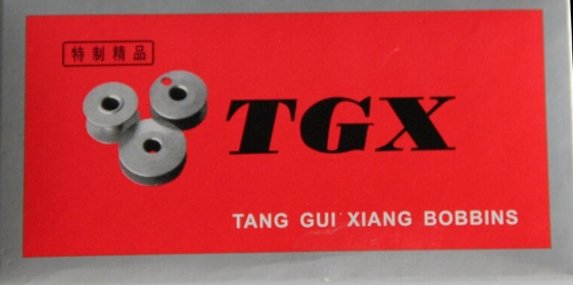 特制精品
TGX
TANG GUI XIANG BOBBINS